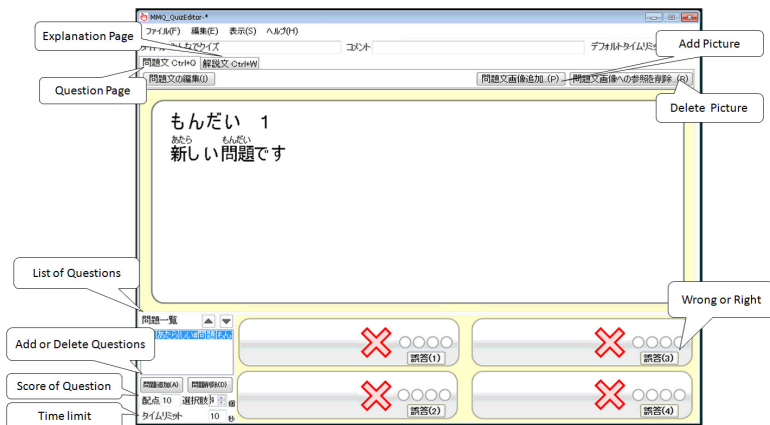 MMQ_QuizEditor-*
ファイル(F) 編集(E) 表示(S) ヘルプ(H)
Explanation Page
コメント
デフォルトタイムリミット
Add Picture
問題文 Ctrl+Q 解説文 Ctrl+W
問題文の編集(I)
問題文画像追加 (P) 問題文画像への参照を削除 (R)
Question Page
Delete Picture
もんだい 1
あたら もんだい
新しい問題です
List of Questions
Wrong or Right
問題一覧
Add or Delete Questions
誤答(1)
誤答(3)
問題追加(A) 問題削除(D)
Score of Question
配点 10 選択肢 4 個
Time limit
タイムリミット 10 秒
誤答(2)
誤答(4)